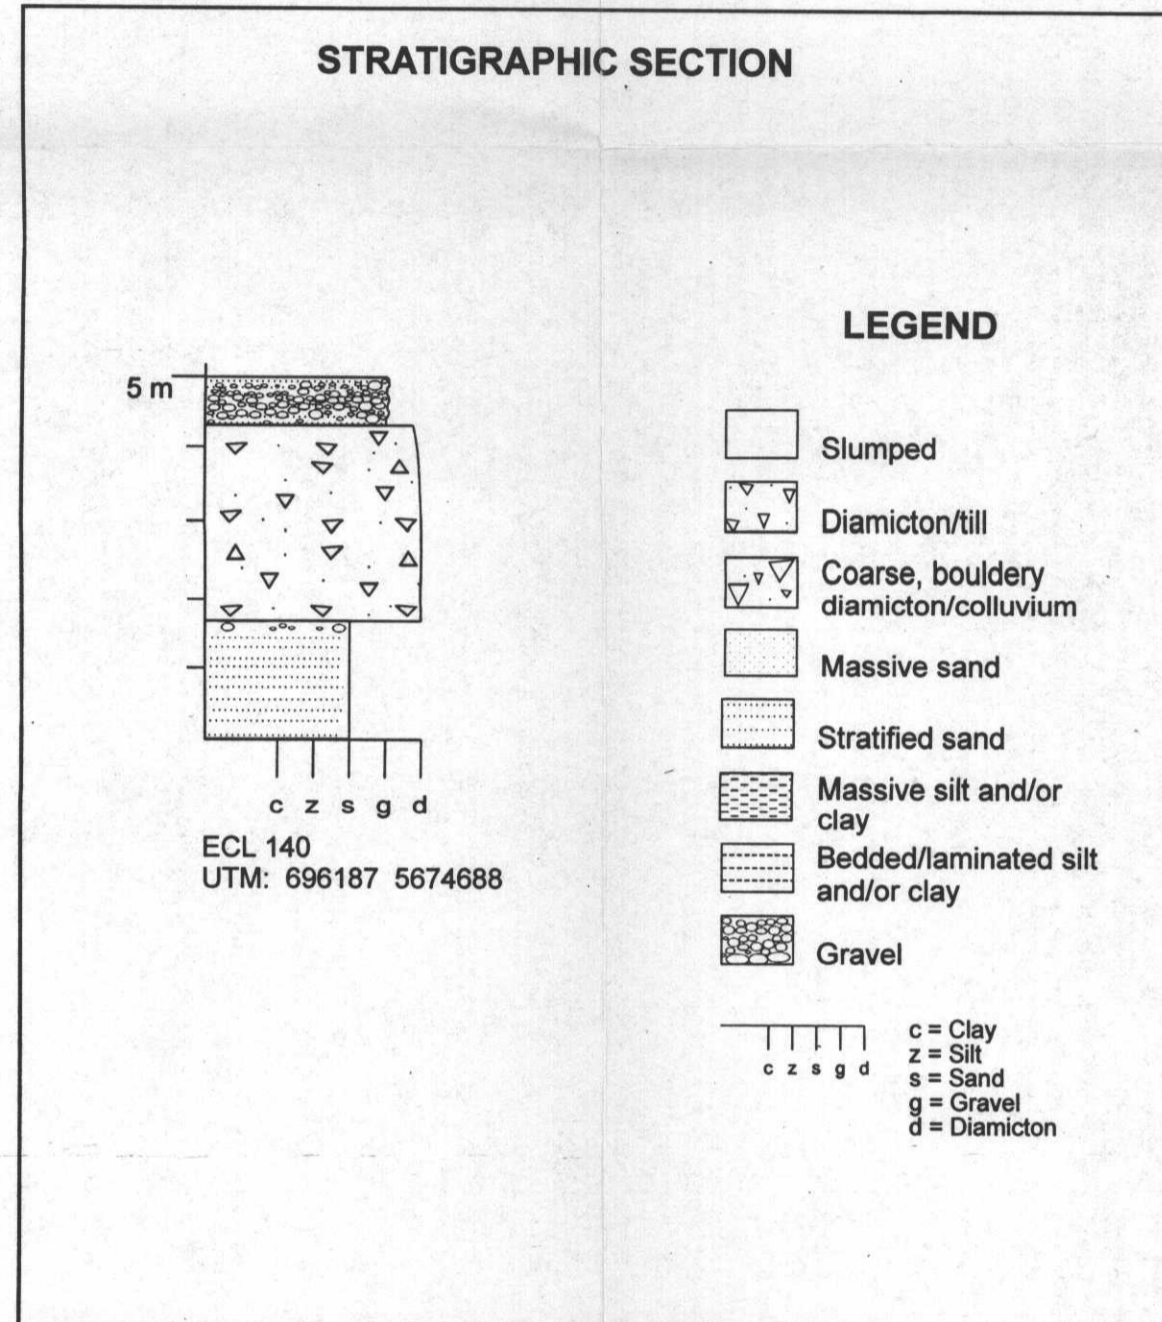 STRATIGRAPHIC SECTION
5 m
c z s g d
ECL 140
UTM: 696187 5674688
LEGEND
Slumped
Diamicton/till
Coarse, bouldery
diamicton/colluvium
Massive sand
Stratified sand
Massive silt and/or
clay
Bedded/laminated silt
and/or clay
Gravel
c z s g d
c = Clay
z = Silt
s = Sand
g = Gravel
d = Diamicton